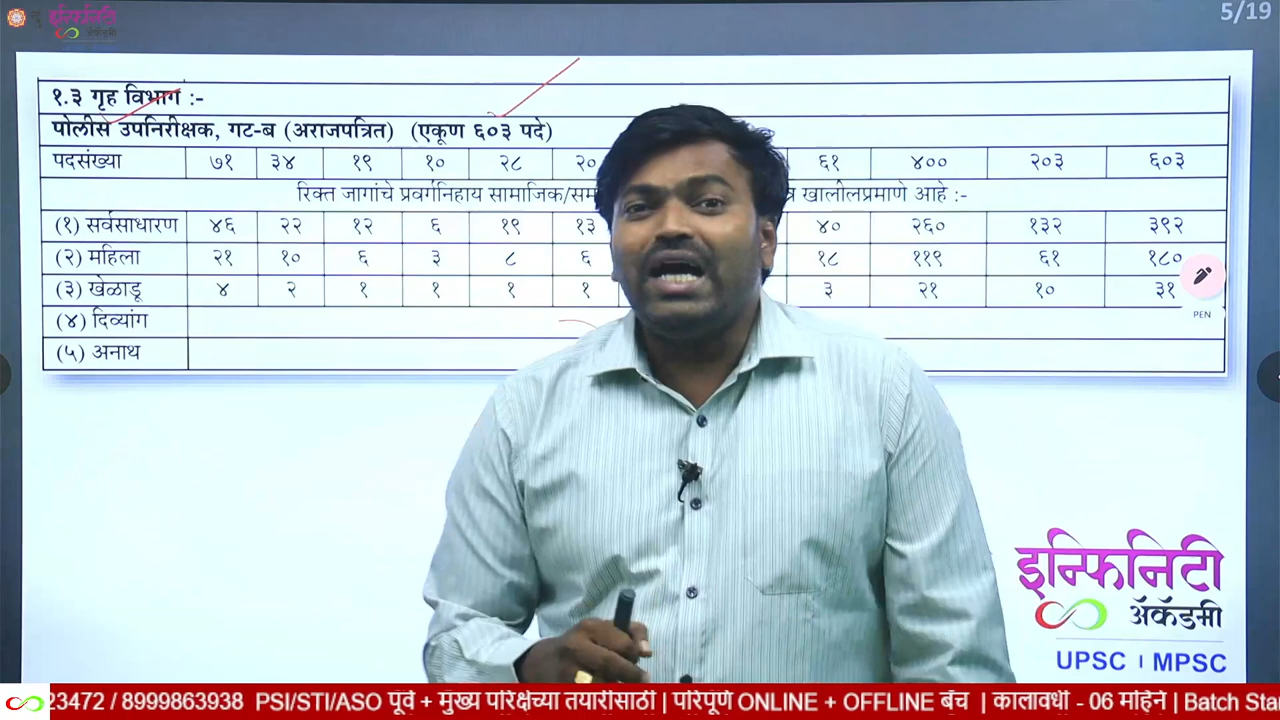 इन्फिनिटी
5/19
१.३ गृह विभाग :-
पोलीस उपनिरीक्षक, गट-ब (अराजपत्रित) (एकूण ६०३ पदे)
पदसंख्या ७१ ३४ १९ १० २८ २० ६१ ४०० २०३ ६०३
रिक्त जागांचे प्रवर्गनिहाय सामाजिक/सम खालीलप्रमाणे आहे :-
(१) सर्वसाधारण ४६ २२ १२ ६ १९ १३ ४० २६० १३२ ३९२
(२) महिला २१ १० ६ ३ ८ ६ १८ ११९ ६१ १८०
(३) खेळाडू ४ २ १ १ १ १ ३ २१ १० ३१
PEN
(४) दिव्यांग
(५) अनाथ
इन्फिनिटी
ॲकॅडमी
UPSC | MPSC
23472 / 8999863938 PSI/STI/ASO पूर्व + मुख्य परिक्षेच्या तयारीसाठी | परिपूर्ण ONLINE + OFFLINE बॅच | कालावधी - 06 महिने | Batch Sta